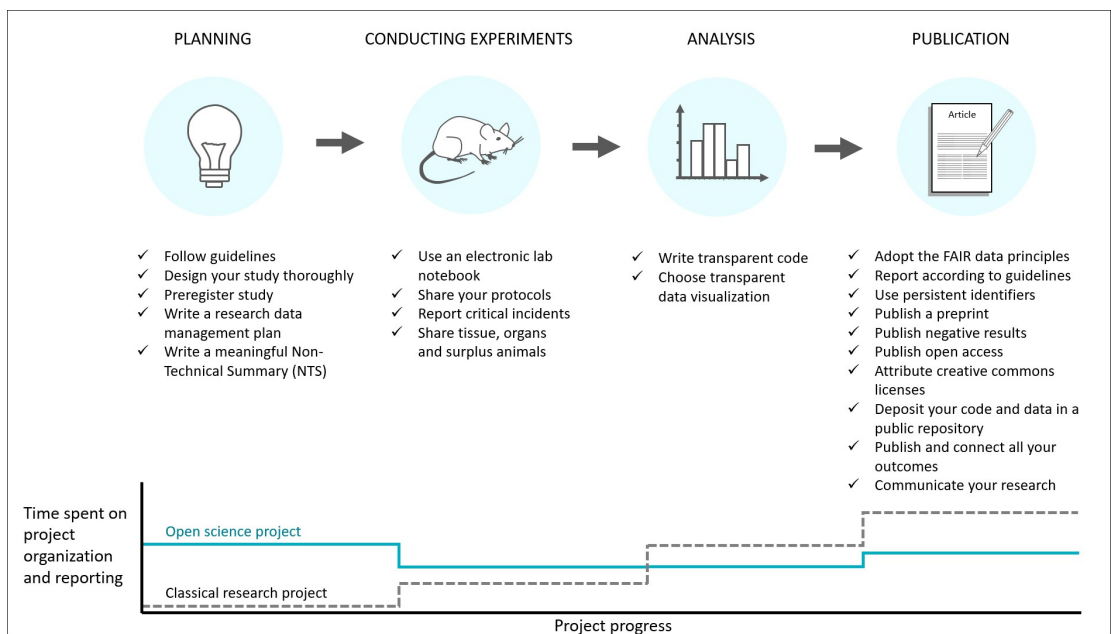 PLANNING
CONDUCTING EXPERIMENTS
ANALYSIS
PUBLICATION
Article
✓ Follow guidelines
✓ Design your study thoroughly
✓ Preregister study
✓ Write a research data
management plan
✓ Write a meaningful Non-
Technical Summary (NTS)
✓ Use an electronic lab
notebook
✓ Share your protocols
✓ Report critical incidents
✓ Share tissue, organs
and surplus animals
✓ Write transparent code
✓ Choose transparent
data visualization
✓ Adopt the FAIR data principles
✓ Report according to guidelines
✓ Use persistent identifiers
✓ Publish a preprint
✓ Publish negative results
✓ Publish open access
✓ Attribute creative commons
licenses
✓ Deposit your code and data in a
public repository
✓ Publish and connect all your
outcomes
✓ Communicate your research
Time spent on
project
organization
and reporting
Open science project
Classical research project
Project progress